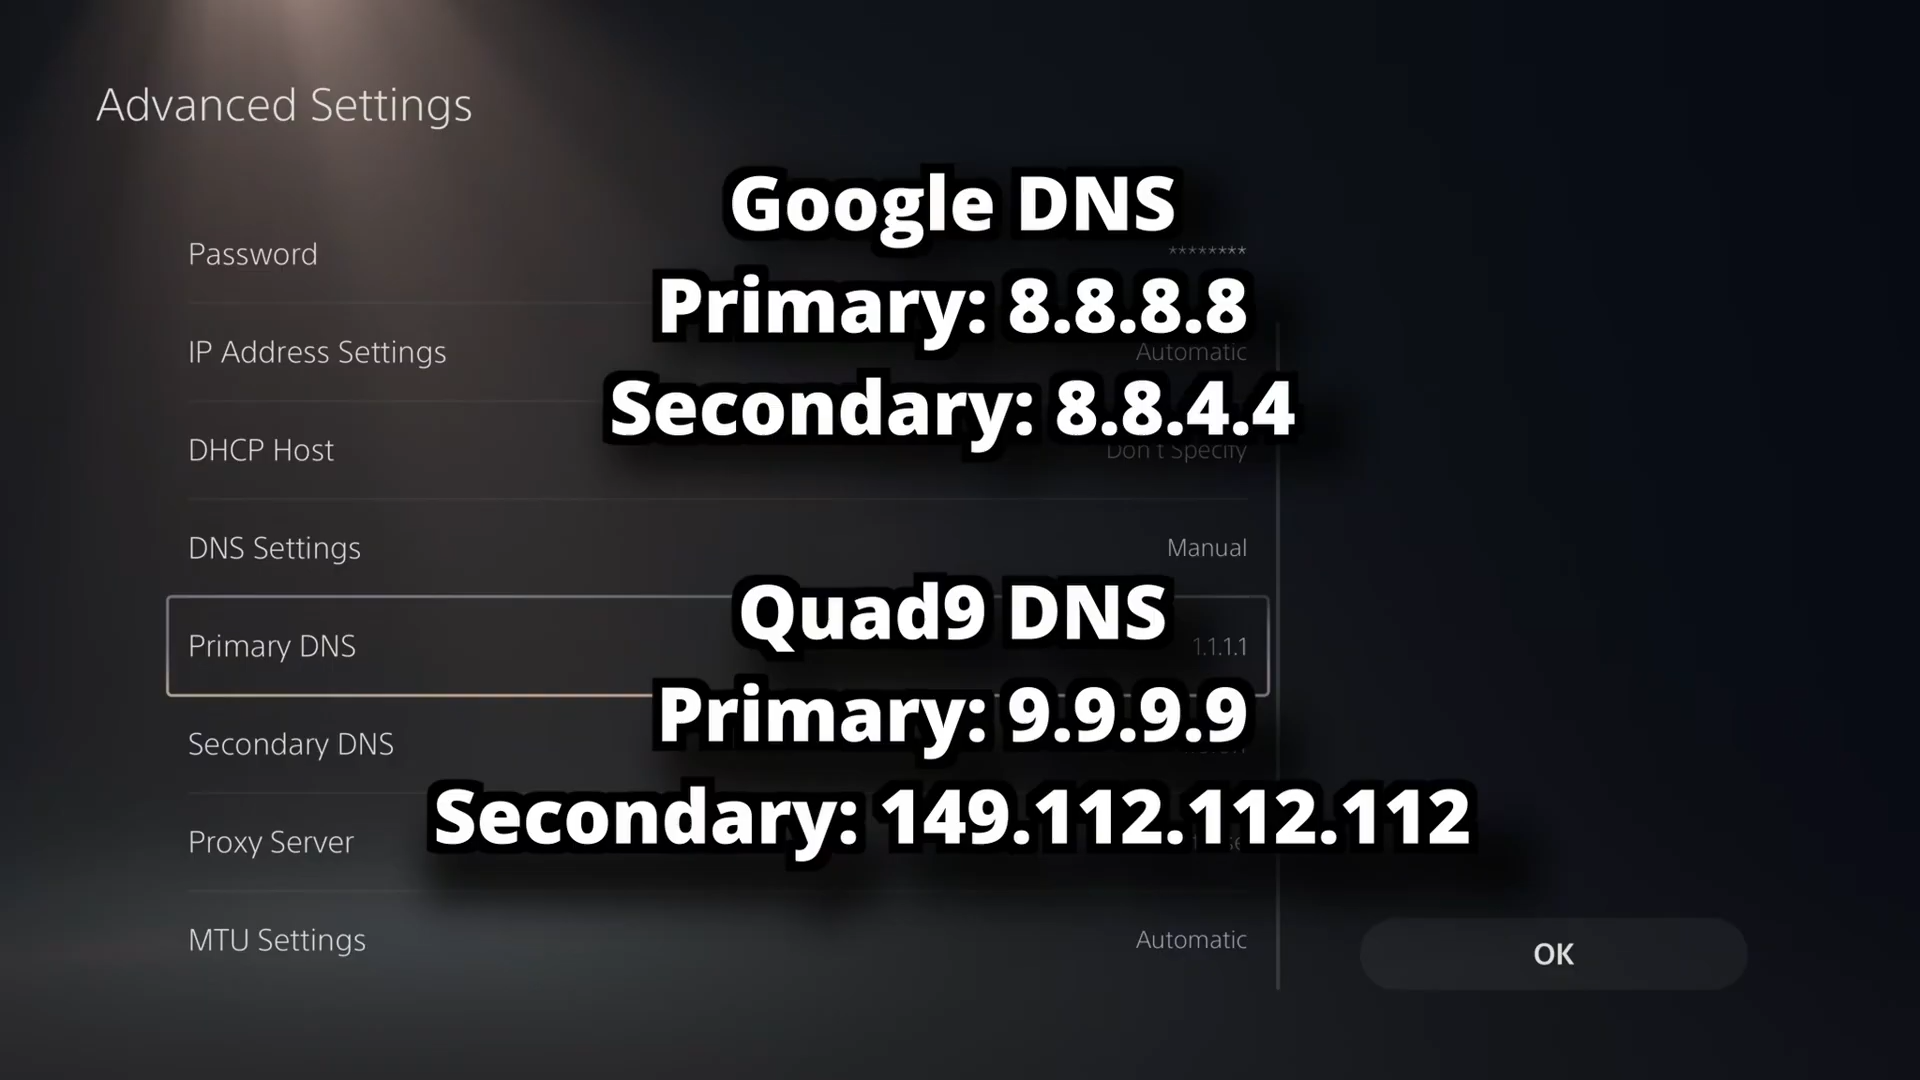 Advanced Settings
Google DNS
Password ********
Primary: 8.8.8.8
IP Address Settings Automatic
Secondary: 8.8.4.4
DHCP Host Don't Specify
DNS Settings Manual
Quad9 DNS
Primary DNS 1.1.1.1
Primary: 9.9.9.9
Secondary DNS
Secondary: 149.112.112.112
Proxy Server
MTU Settings Automatic
OK